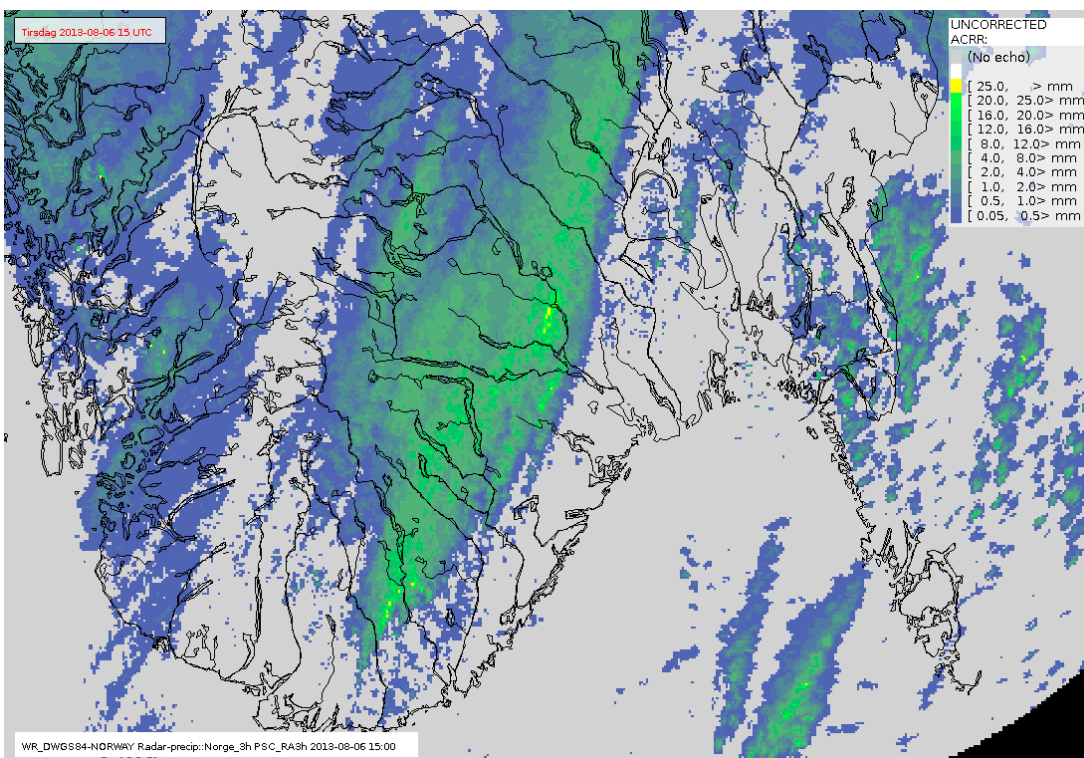 Tirsdag 2013-08-06 15 UTC
UNCORRECTED
ACRR:
(No echo)
[ 25.0, > mm
[ 20.0, 25.0> mm
[ 16.0, 20.0> mm
[ 12.0, 16.0> mm
[ 8.0, 12.0> mm
[ 4.0, 8.0> mm
[ 2.0, 4.0> mm
[ 1.0, 2.0> mm
[ 0.5, 1.0> mm
[ 0.05, 0.5> mm
WR_DWGS84-NORWAY Radar-precip::Norge_3h PSC_RA3h 2013-08-06 15:00